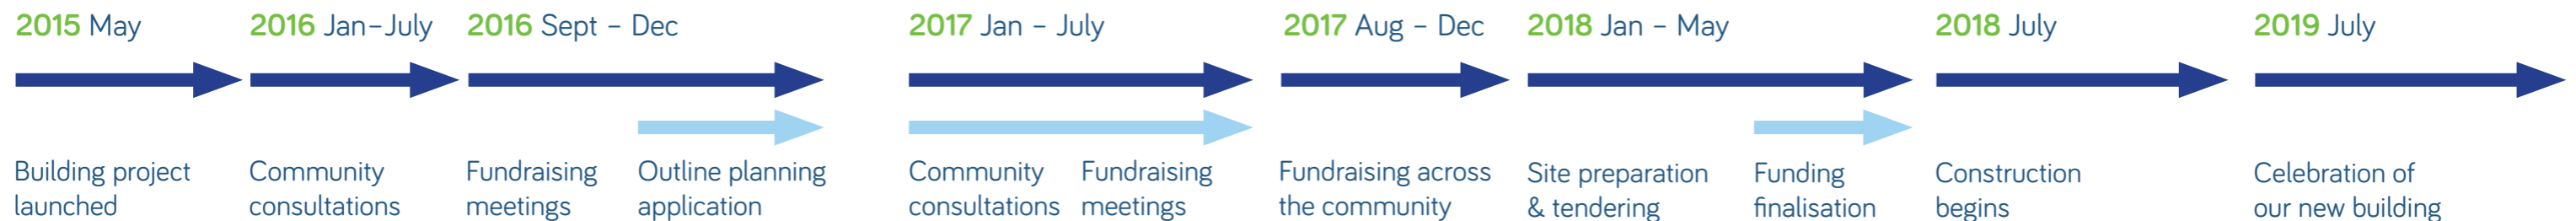 2015 May
Building project
launched
2016 Jan–July
Community
consultations
2016 Sept – Dec
Fundraising
meetings
Outline planning
application
2017 Jan – July
Community
consultations
Fundraising
meetings
2017 Aug – Dec
Fundraising across
the community
2018 Jan – May
Site preparation
& tendering
Funding
finalisation
2018 July
Construction
begins
2019 July
Celebration of
our new building